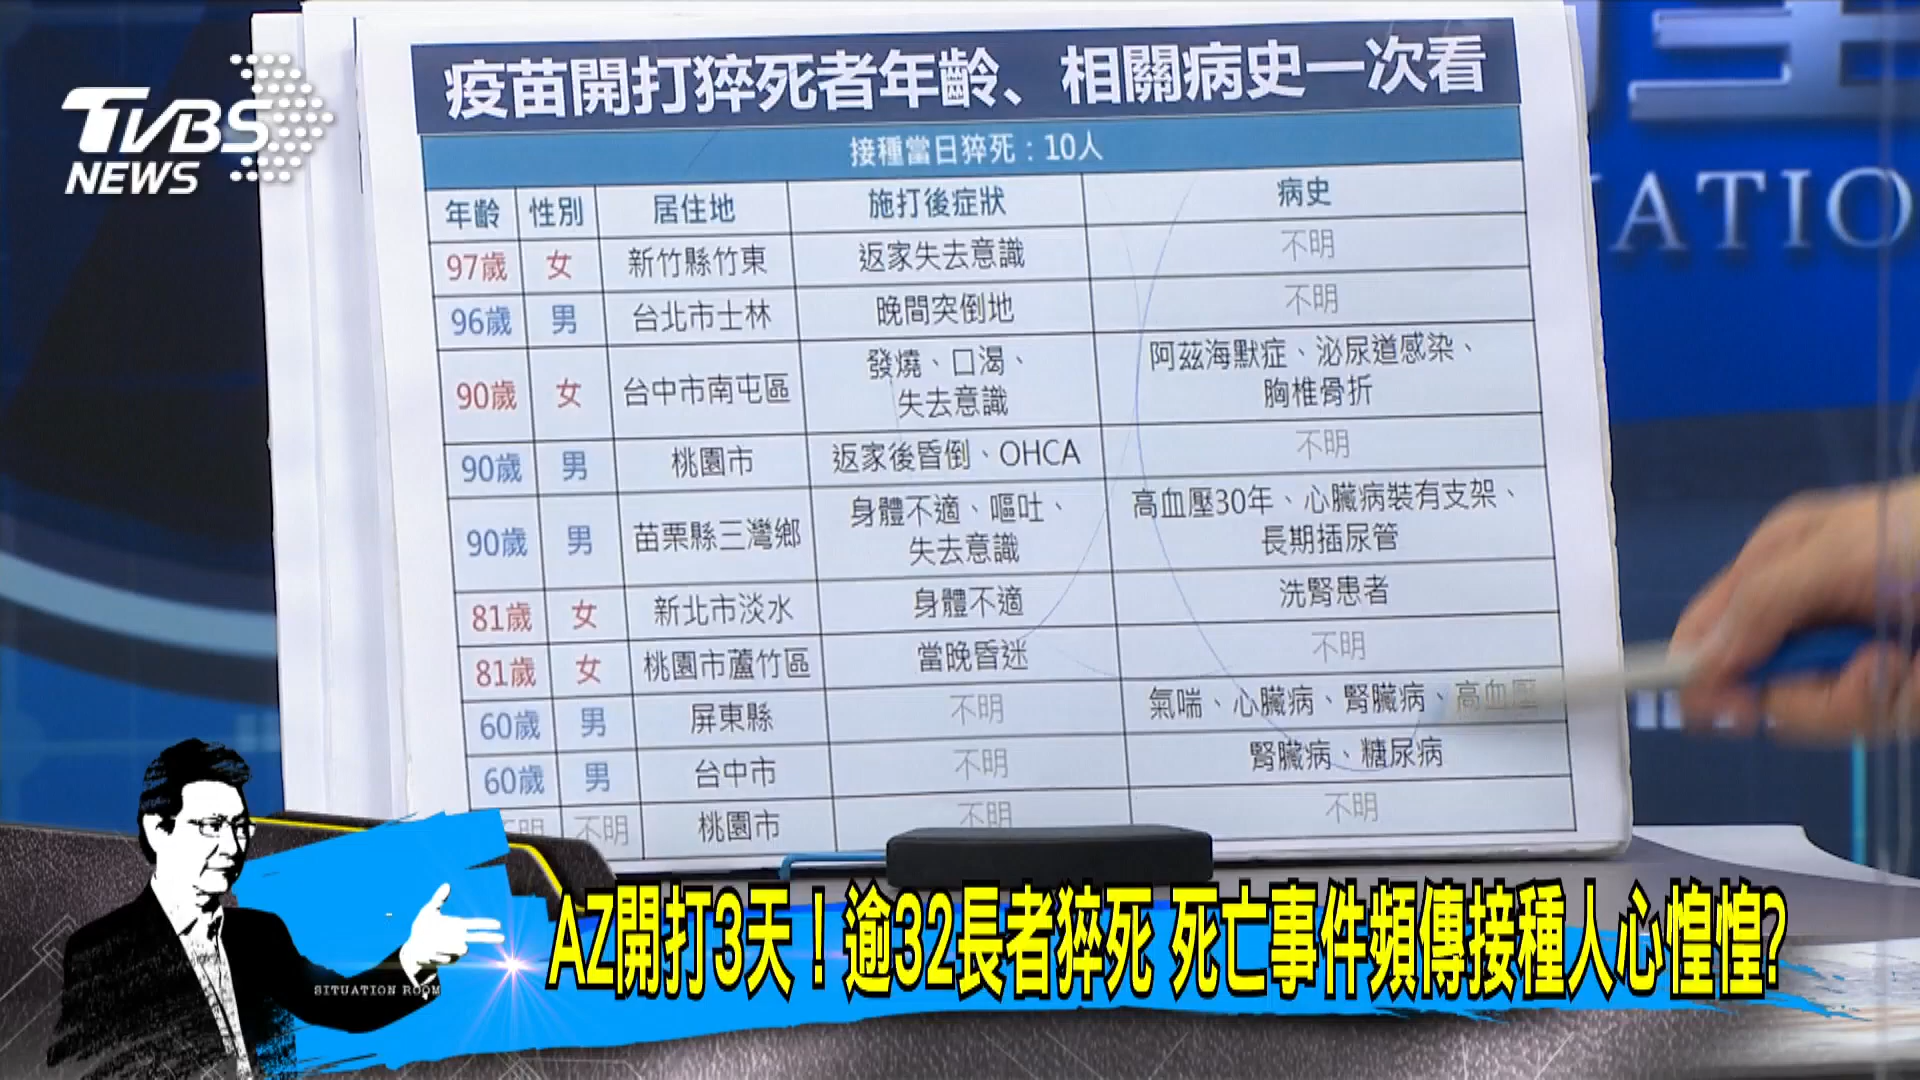 TVBS
NEWS
疫苗開打猝死者年齡、相關病史一次看
接種當日猝死：10人
年齡 性別 居住地 施打後症狀 病史
97歲 女 新竹縣竹東 返家失去意識 不明
96歲 男 台北市士林 晚間突倒地 不明
90歲 女 台中市南屯區 發燒、口渴、
失去意識 阿茲海默症、泌尿道感染、
胸椎骨折
90歲 男 桃園市 返家後昏倒、OHCA 不明
90歲 男 苗栗縣三灣鄉 身體不適、嘔吐、
失去意識 高血壓30年、心臟病裝有支架、
長期插尿管
81歲 女 新北市淡水 身體不適 洗腎患者
81歲 女 桃園市蘆竹區 當晚昏迷 不明
60歲 男 屏東縣 不明 氣喘、心臟病、腎臟病、高血壓
60歲 男 台中市 不明 腎臟病、糖尿病
不明 不明 桃園市 不明 不明
ATIO
SITUATION ROOM
AZ開打3天！逾32長者猝死 死亡事件頻傳接種人心惶惶?